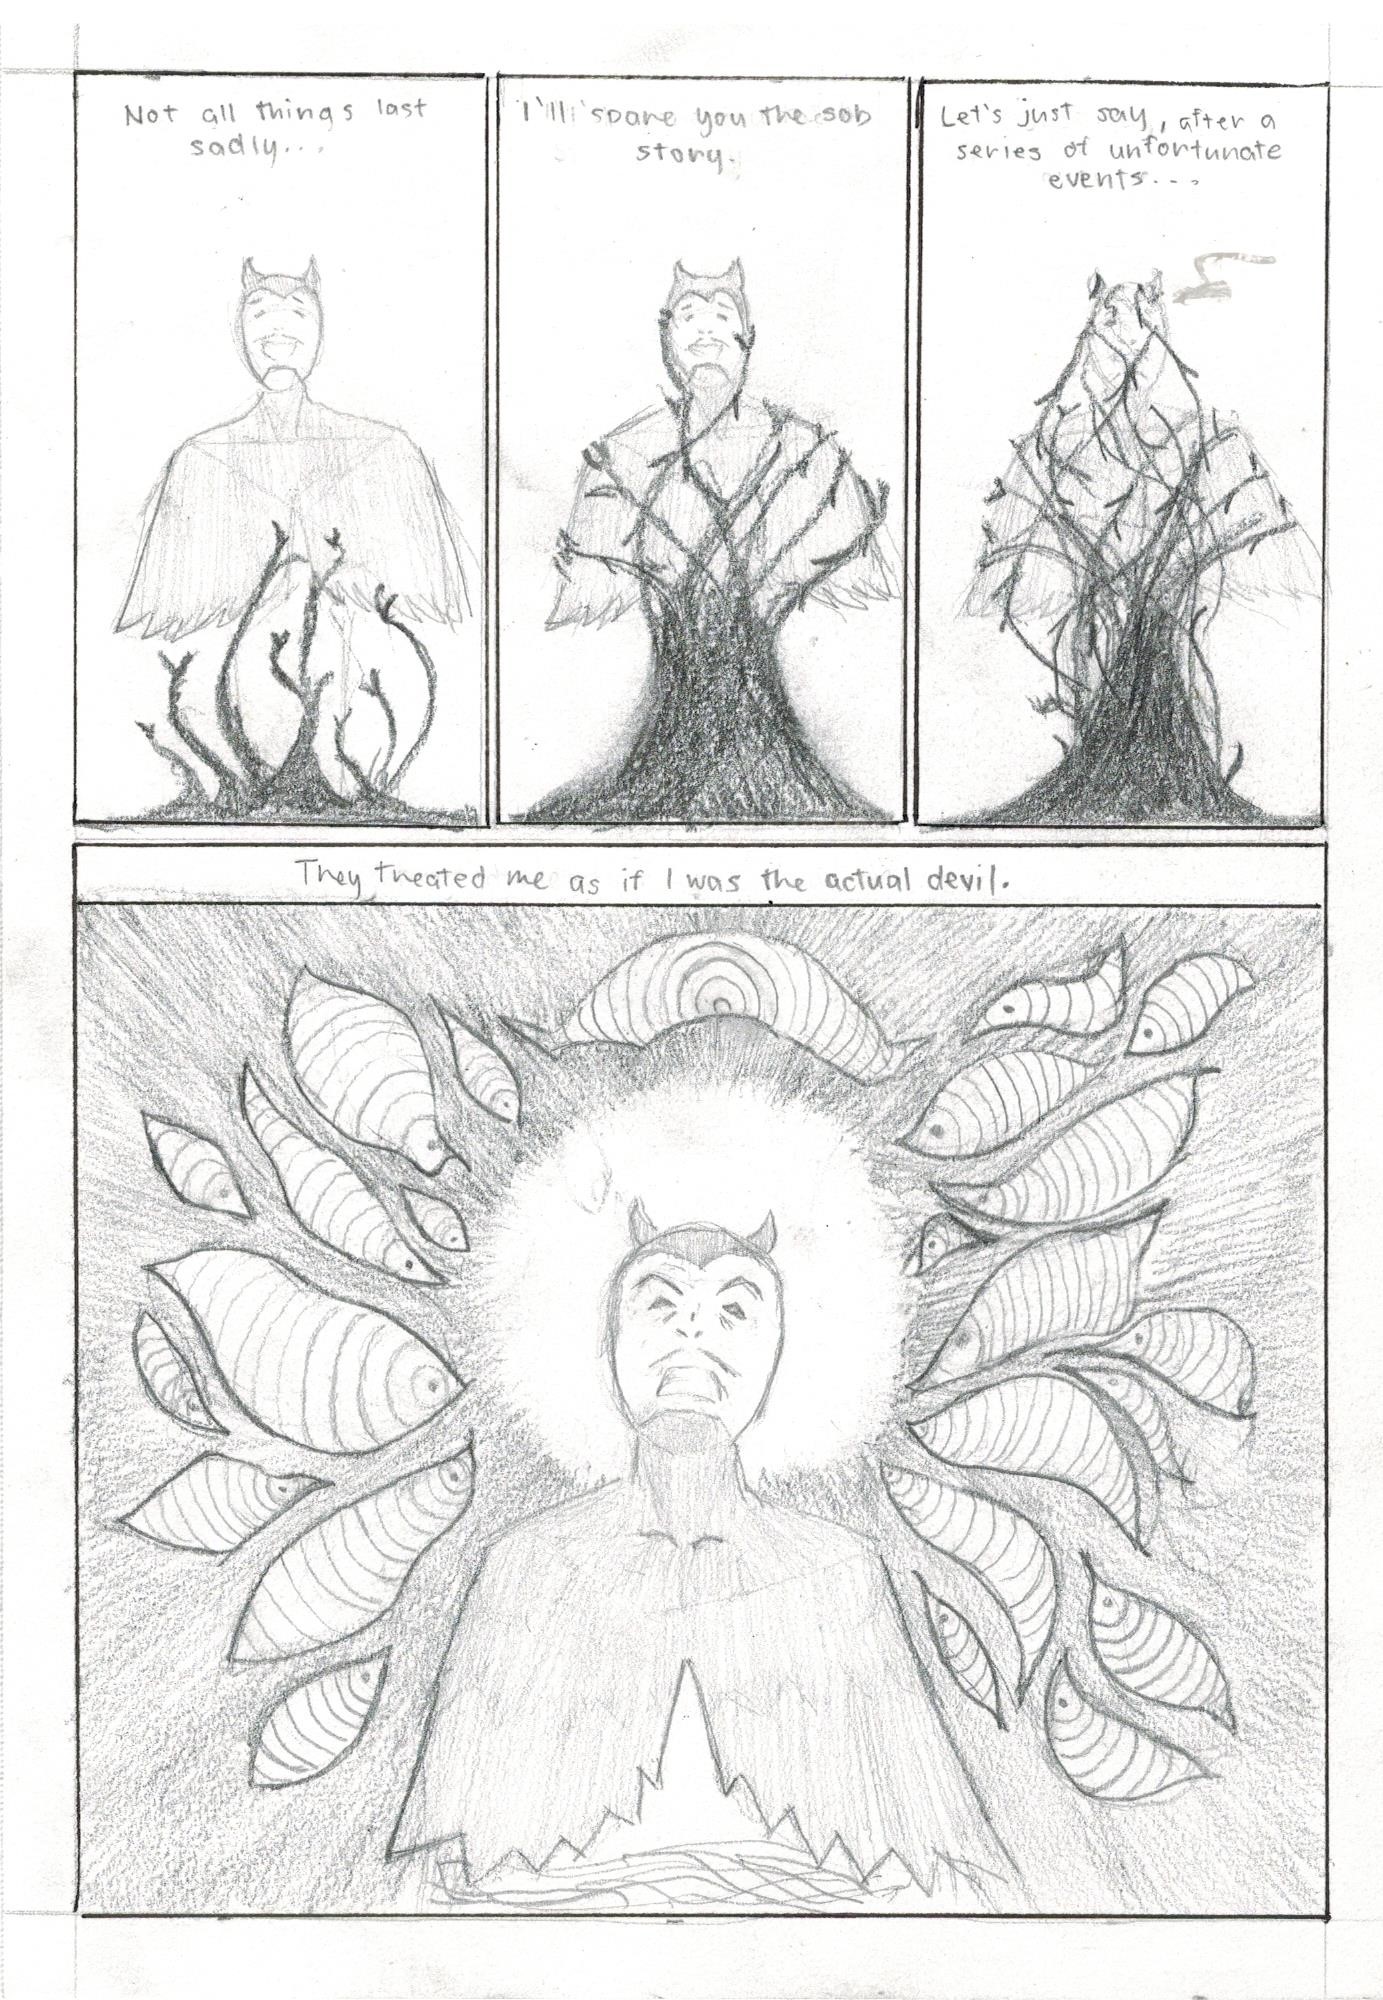 Not all things last
sadly...
I'll spare you the sob
story.
Let's just say, after a
series of unfortunate
events...
They treated me as if I was the actual devil.